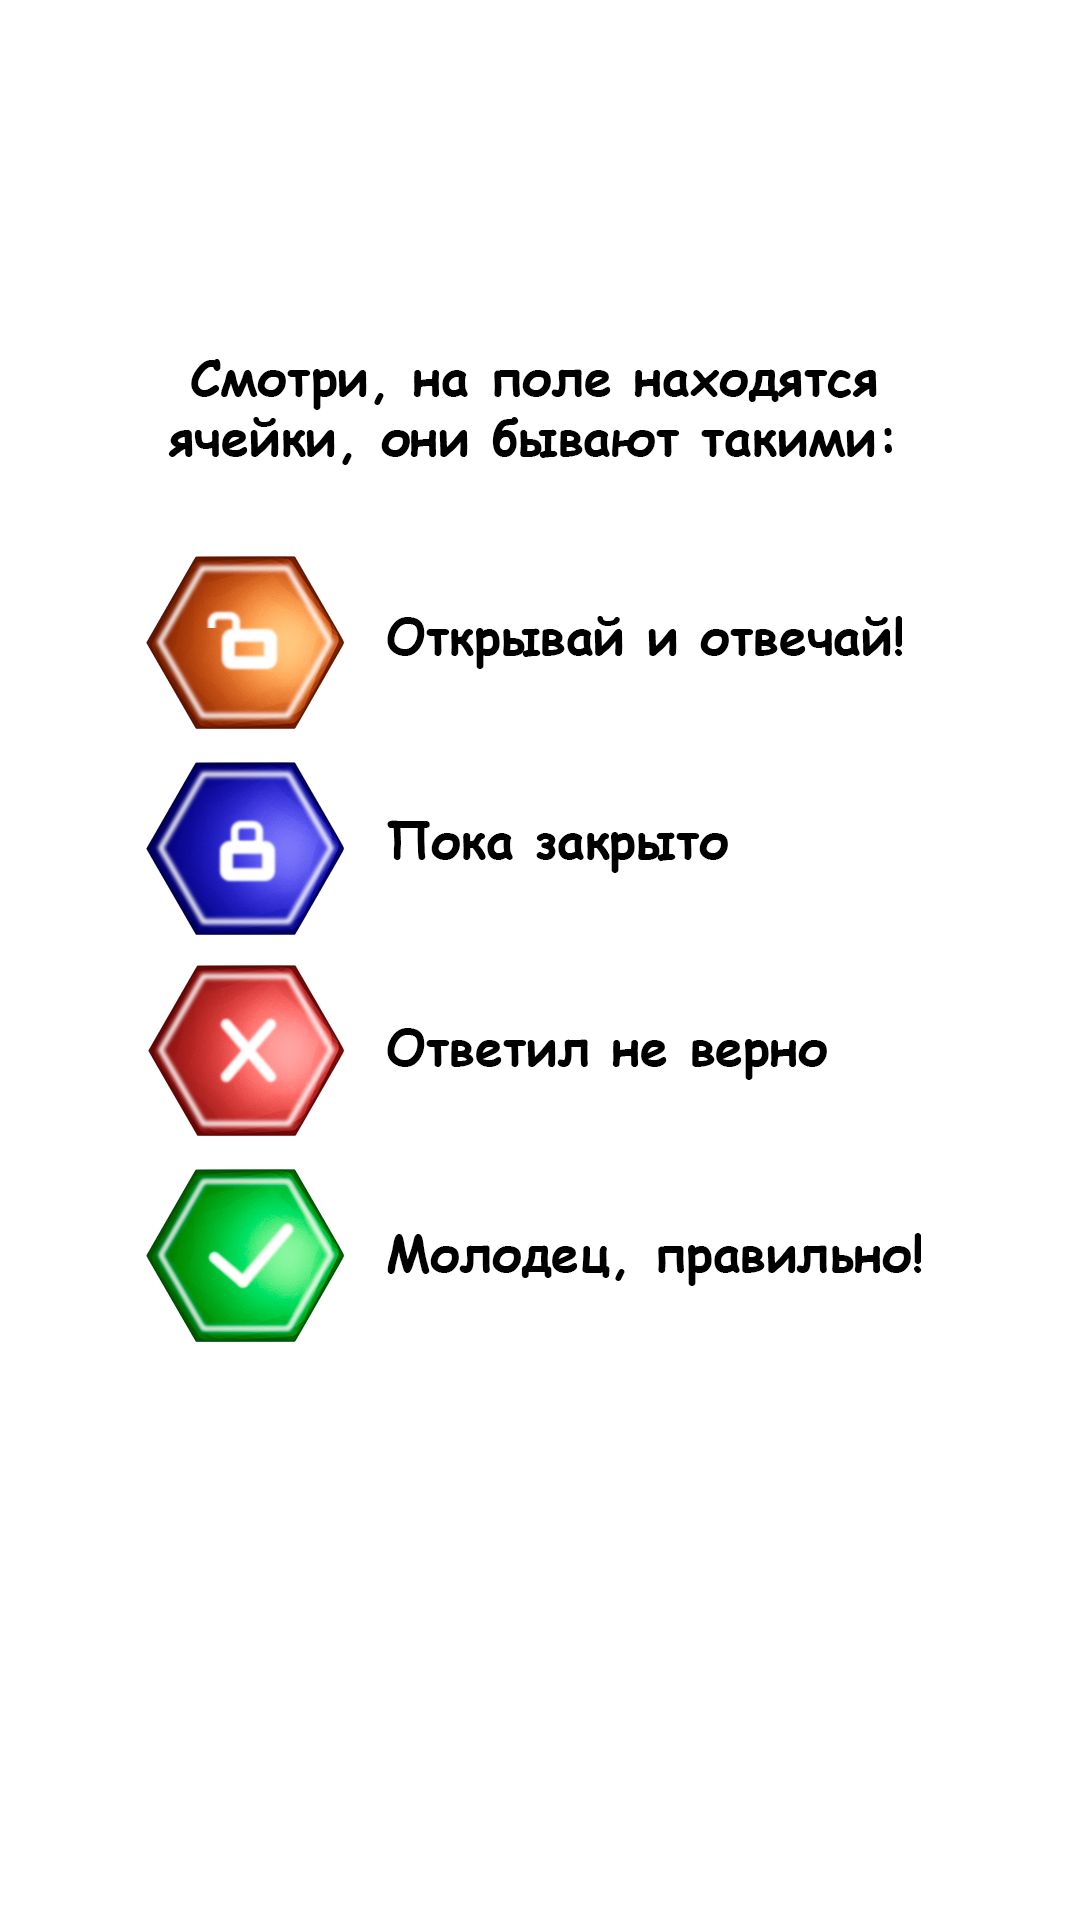 Смотри, на поле находятся
ячейки, они бывают такими:
Открывай и отвечай!
Пока закрыто
Ответил не верно
Молодец, правильно!